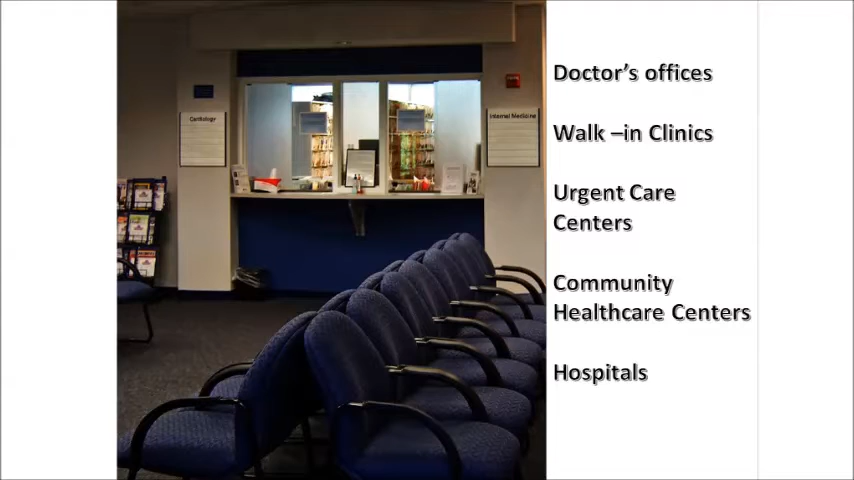 Cardiology
Internal Medicine
Doctor's offices
Walk –in Clinics
Urgent Care
Centers
Community
Healthcare Centers
Hospitals